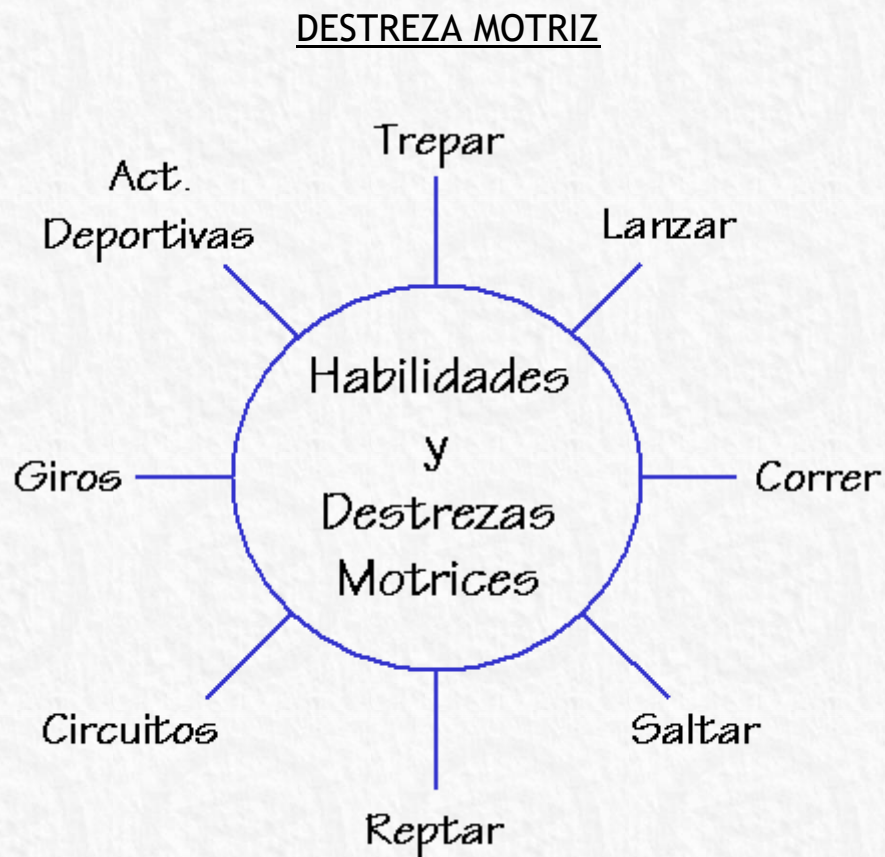 DESTREZA MOTRIZ
Trepar
Act.
Deportivas
Lanzar
Habilidades
y
Destrezas
Motrices
Giros
Correr
Circuitos
Saltar
Reptar